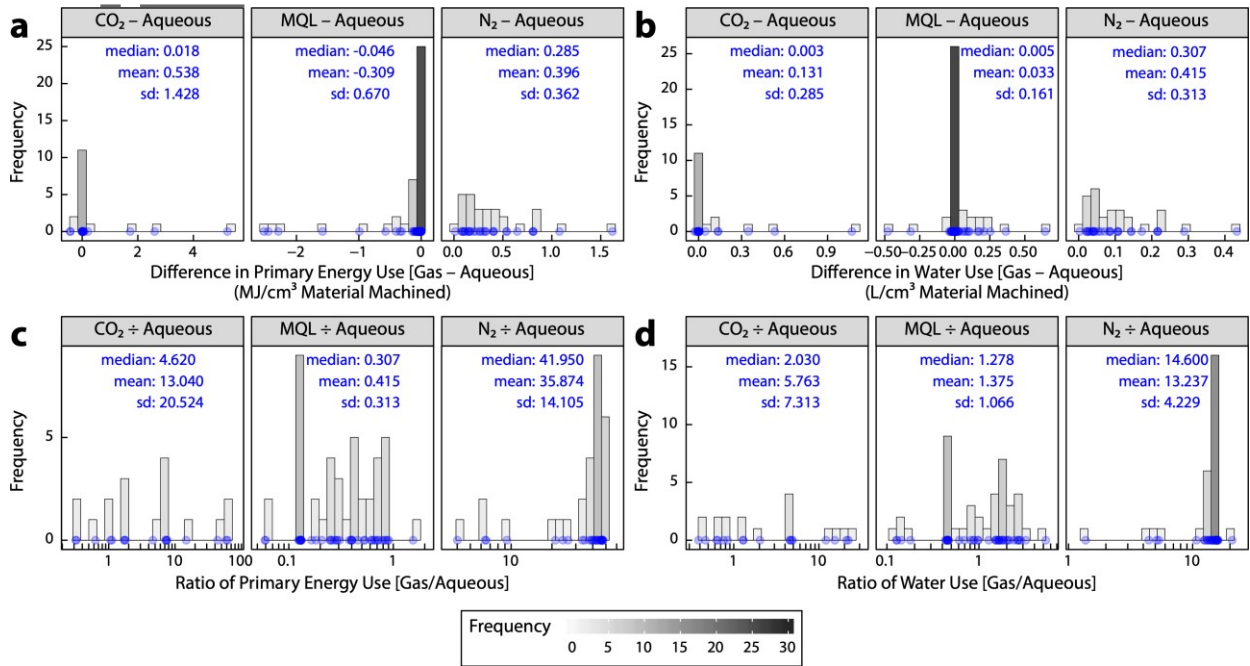 a
CO₂ – Aqueous
MQL – Aqueous
N₂ – Aqueous
median: 0.018
mean: 0.538
sd: 1.428
median: -0.046
mean: -0.309
sd: 0.670
median: 0.285
mean: 0.396
sd: 0.362
Frequency
25
20
15
10
5
0
0 2 4
−2 −1 0
0.0 0.5 1.0 1.5
Difference in Primary Energy Use [Gas – Aqueous]
(MJ/cm³ Material Machined)
b
CO₂ – Aqueous
MQL – Aqueous
N₂ – Aqueous
median: 0.003
mean: 0.131
sd: 0.285
median: 0.005
mean: 0.033
sd: 0.161
median: 0.307
mean: 0.415
sd: 0.313
Frequency
20
15
10
5
0
0.0 0.3 0.6 0.9
−0.50 −0.25 0.00 0.25 0.50
0.0 0.1 0.2 0.3 0.4
Difference in Water Use [Gas – Aqueous]
(L/cm³ Material Machined)
c
CO₂ ÷ Aqueous
MQL ÷ Aqueous
N₂ ÷ Aqueous
median: 4.620
mean: 13.040
sd: 20.524
median: 0.307
mean: 0.415
sd: 0.313
median: 41.950
mean: 35.874
sd: 14.105
Frequency
5
0
1 10 100
0.1 1
10
Ratio of Primary Energy Use [Gas/Aqueous]
d
CO₂ ÷ Aqueous
MQL ÷ Aqueous
N₂ ÷ Aqueous
median: 2.030
mean: 5.763
sd: 7.313
median: 1.278
mean: 1.375
sd: 1.066
median: 14.600
mean: 13.237
sd: 4.229
Frequency
15
10
5
0
1 10
0.1 1
1 10
Ratio of Water Use [Gas/Aqueous]
Frequency
0 5 10 15 20 25 30